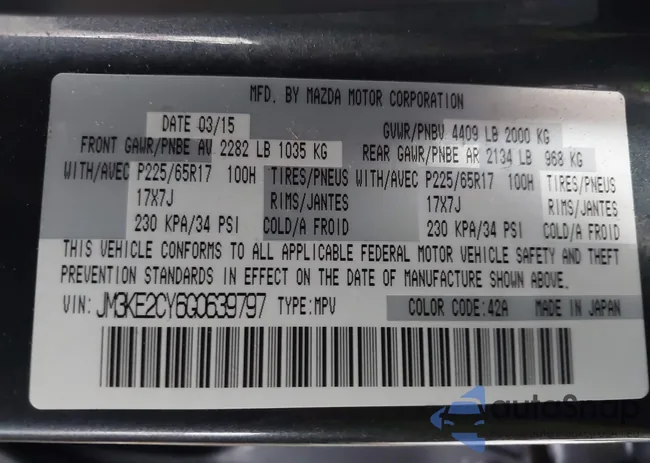 MFD. BY MAZDA MOTOR CORPORATION
DATE 03/15 GVWR/PNBV 4409 LB 2000 KG
FRONT GAWR/PNBE AV 2282 LB 1035 KG REAR GAWR/PNBE AR 2134 LB 968 KG
WITH/AVEC P225/65R17 100H TIRES/PNEUS WITH/AVEC P225/65R17 100H TIRES/PNEUS
17X7J RIMS/JANTES 17X7J RIMS/JANTES
230 KPA/34 PSI COLD/A FROID 230 KPA/34 PSI COLD/A FROID
THIS VEHICLE CONFORMS TO ALL APPLICABLE FEDERAL MOTOR VEHICLE SAFETY AND THEFT
PREVENTION STANDARDS IN EFFECT ON THE DATE OF MANUFACTURE SHOWN ABOVE.
VIN: JM3KE2CY6G0639797 TYPE:MPV COLOR CODE:42A MADE IN JAPAN
autoSnap